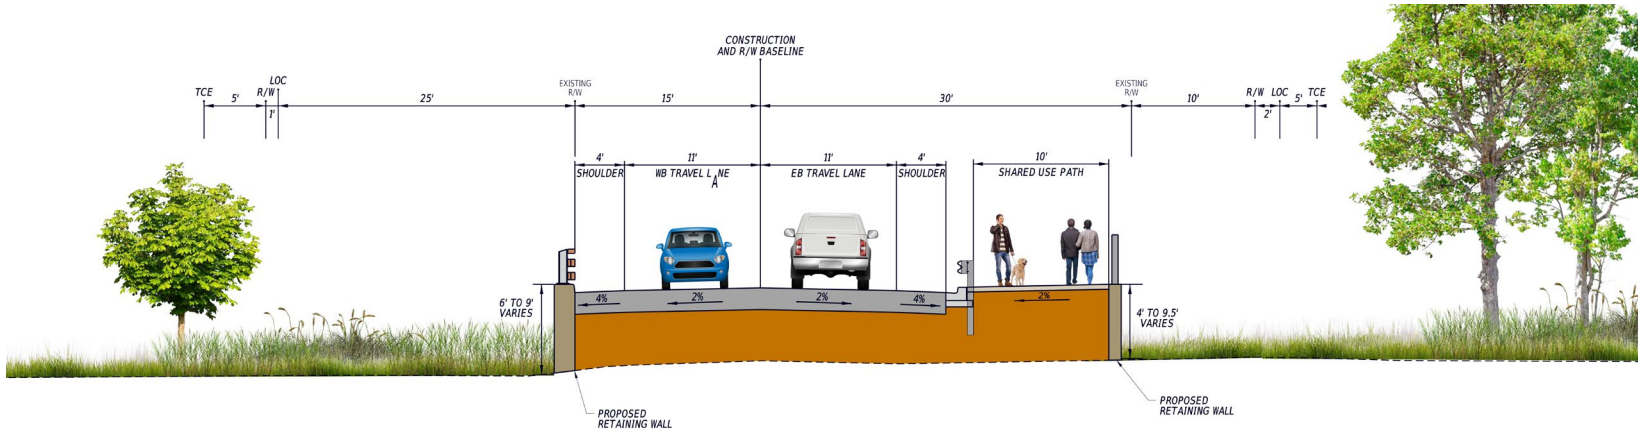 CONSTRUCTION
AND R/W BASELINE
LOC
TCE
R/W
EXISTING
R/W
EXISTING
R/W
R/W
LOC
TCE
5'
1'
25'
15'
30'
10'
2'
5'
4'
11'
11'
4'
10'
SHOULDER
WB TRAVEL LANE
EB TRAVEL LANE
SHOULDER
SHARED USE PATH
6' TO 9'
VARIES
4%
2%
2%
4%
2%
4' TO 9.5'
VARIES
PROPOSED
RETAINING WALL
PROPOSED
RETAINING WALL